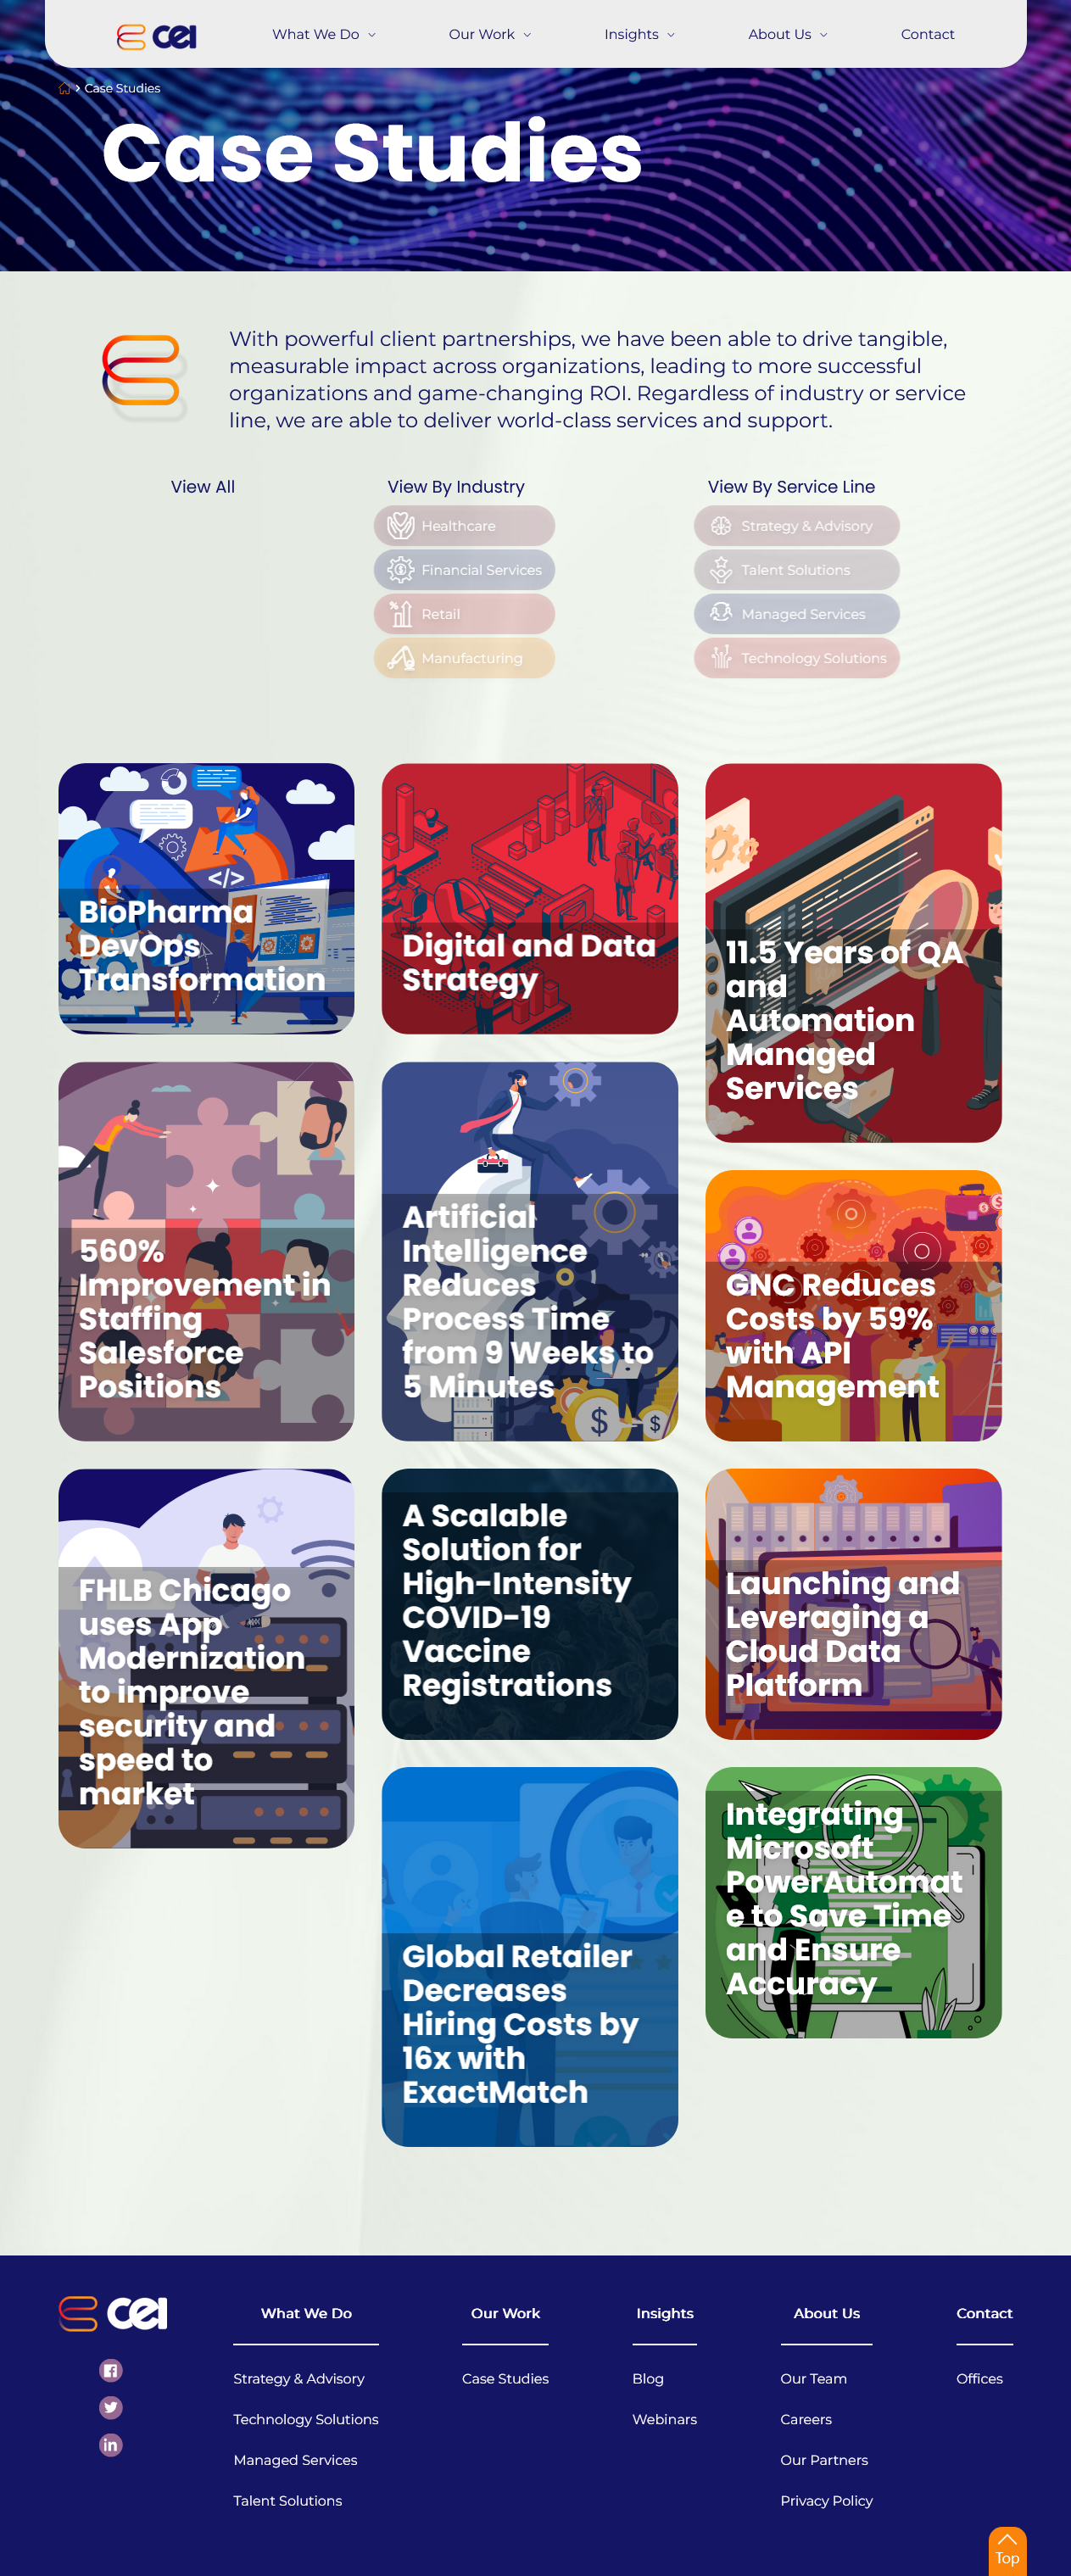 CEI
What We Do
Our Work
Insights
About Us
Contact
Case Studies
Case Studies
With powerful client partnerships, we have been able to drive tangible,
measurable impact across organizations, leading to more successful
organizations and game-changing ROI. Regardless of industry or service
line, we are able to deliver world-class services and support.
View All
View By Industry
Healthcare
Financial Services
Retail
Manufacturing
View By Service Line
Strategy & Advisory
Talent Solutions
Managed Services
Technology Solutions
BioPharma
DevOps
Transformation
Digital and Data
Strategy
11.5 Years of QA
and
Automation
Managed
Services
560%
Improvement in
Staffing
Salesforce
Positions
Artificial
Intelligence
Reduces
Process Time
from 9 Weeks to
5 Minutes
GNC Reduces
Costs by 59%
with API
Management
FHLB Chicago
uses App
Modernization
to improve
security and
speed to
market
A Scalable
Solution for
High-Intensity
COVID-19
Vaccine
Registrations
Launching and
Leveraging a
Cloud Data
Platform
Global Retailer
Decreases
Hiring Costs by
16x with
ExactMatch
Integrating
Microsoft
PowerAutomat
e to Save Time
and Ensure
Accuracy
CEI
What We Do
Strategy & Advisory
Technology Solutions
Managed Services
Talent Solutions
Our Work
Case Studies
Insights
Blog
Webinars
About Us
Our Team
Careers
Our Partners
Privacy Policy
Contact
Offices
Top